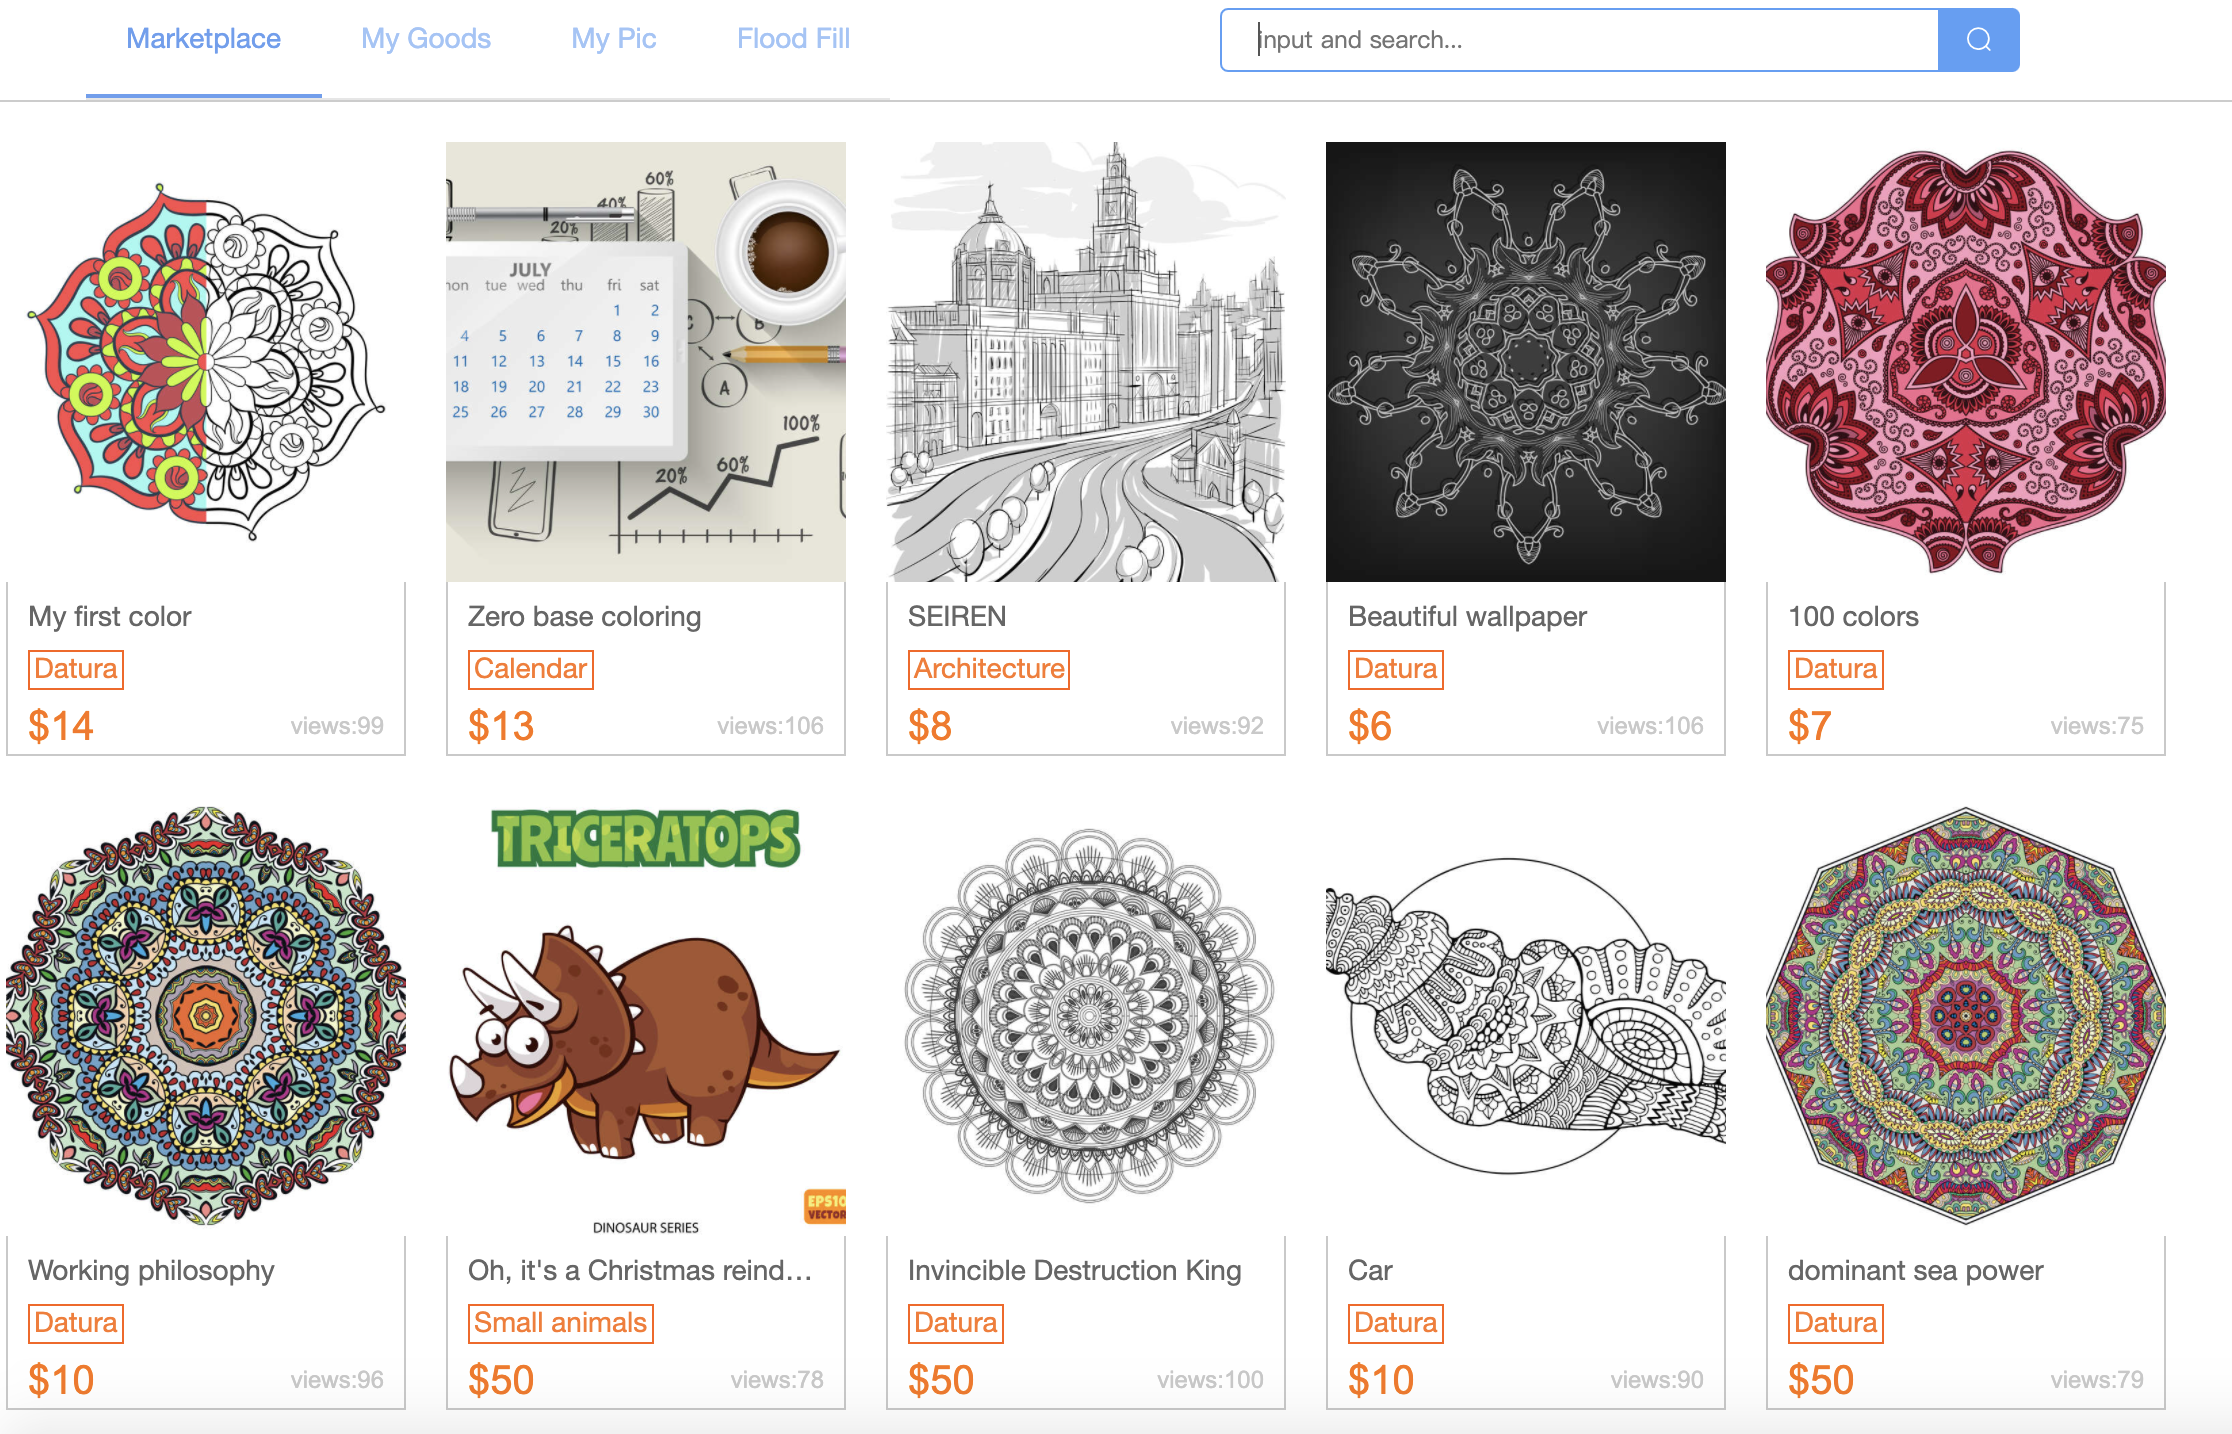 Marketplace
My Goods
My Pic
Flood Fill
input and search...
60%
40%
20%
JULY
mon tue wed thu fri sat
1 2
4 5 6 7 8 9
11 12 13 14 15 16
18 19 20 21 22 23
25 26 27 28 29 30
C
B
A
100%
60%
20%
My first color
Datura
$14
views:99
Zero base coloring
Calendar
$13
views:106
SEIREN
Architecture
$8
views:92
Beautiful wallpaper
Datura
$6
views:106
100 colors
Datura
$7
views:75
TRICERATOPS
EPS10
VECTOR
DINOSAUR SERIES
Working philosophy
Datura
$10
views:96
Oh, it's a Christmas reind...
Small animals
$50
views:78
Invincible Destruction King
Datura
$50
views:100
Car
Datura
$10
views:90
dominant sea power
Datura
$50
views:79